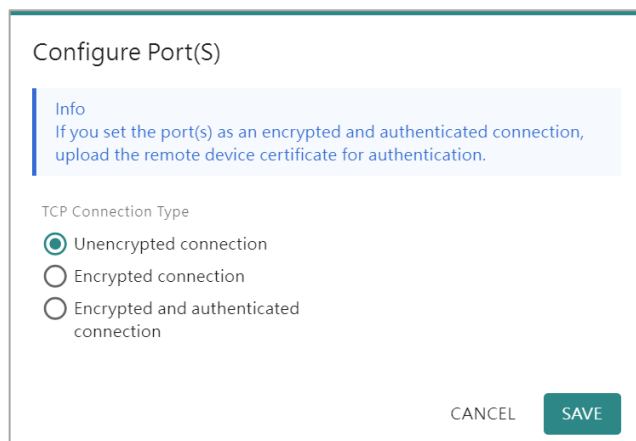 Configure Port(S)
Info
If you set the port(s) as an encrypted and authenticated connection,
upload the remote device certificate for authentication.
TCP Connection Type
Unencrypted connection
Encrypted connection
Encrypted and authenticated
connection
CANCEL
SAVE